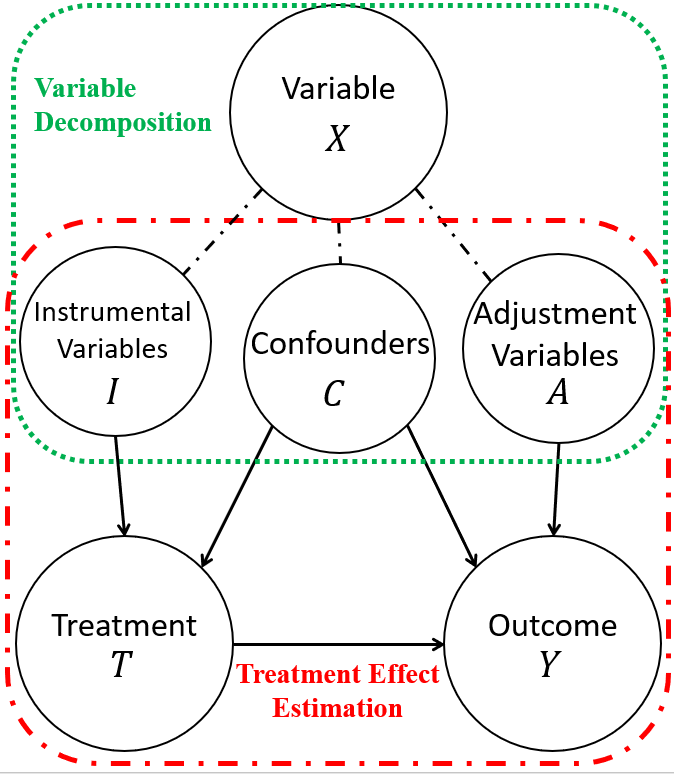 Variable
Decomposition
Variable
X
Instrumental
Variables
I
Confounders
C
Adjustment
Variables
A
Treatment
T
Outcome
Y
Treatment Effect
Estimation